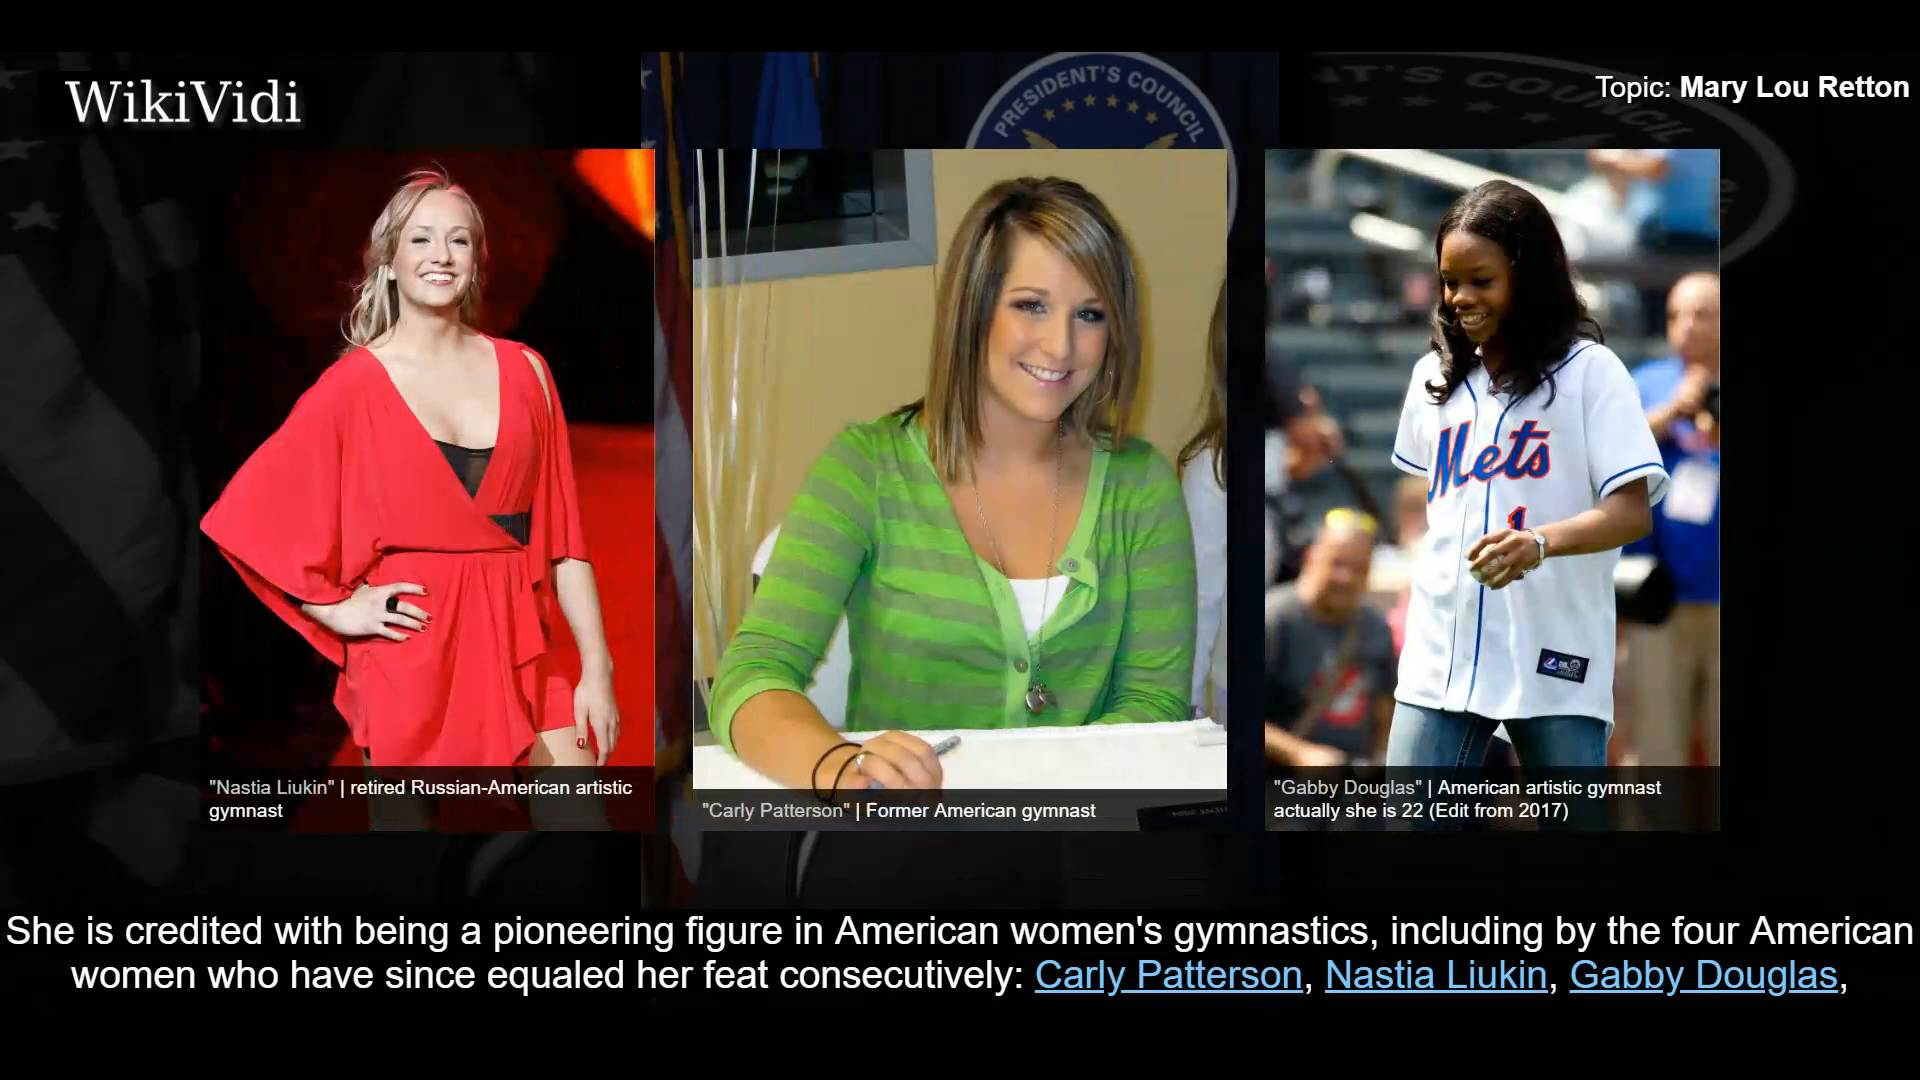 WikiVidi
Topic: Mary Lou Retton
PRESIDENT'S COUNCIL
T'S COUNCIL
Mets
1
"Nastia Liukin" | retired Russian-American artistic
gymnast
"Carly Patterson" | Former American gymnast
"Gabby Douglas" | American artistic gymnast
actually she is 22 (Edit from 2017)
She is credited with being a pioneering figure in American women's gymnastics, including by the four American
women who have since equaled her feat consecutively: Carly Patterson, Nastia Liukin, Gabby Douglas,